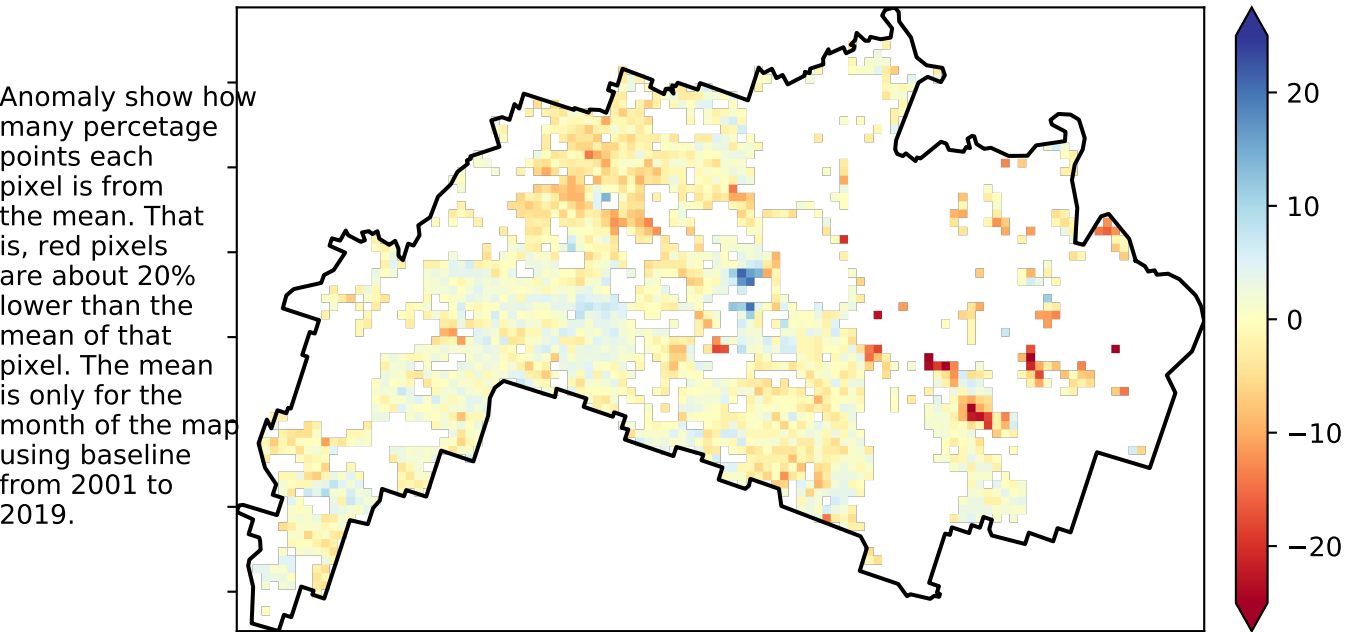 Anomaly show how
many percetage
points each
pixel is from
the mean. That
is, red pixels
are about 20%
lower than the
mean of that
pixel. The mean
is only for the
month of the map
using baseline
from 2001 to
2019.
20
10
0
−10
−20